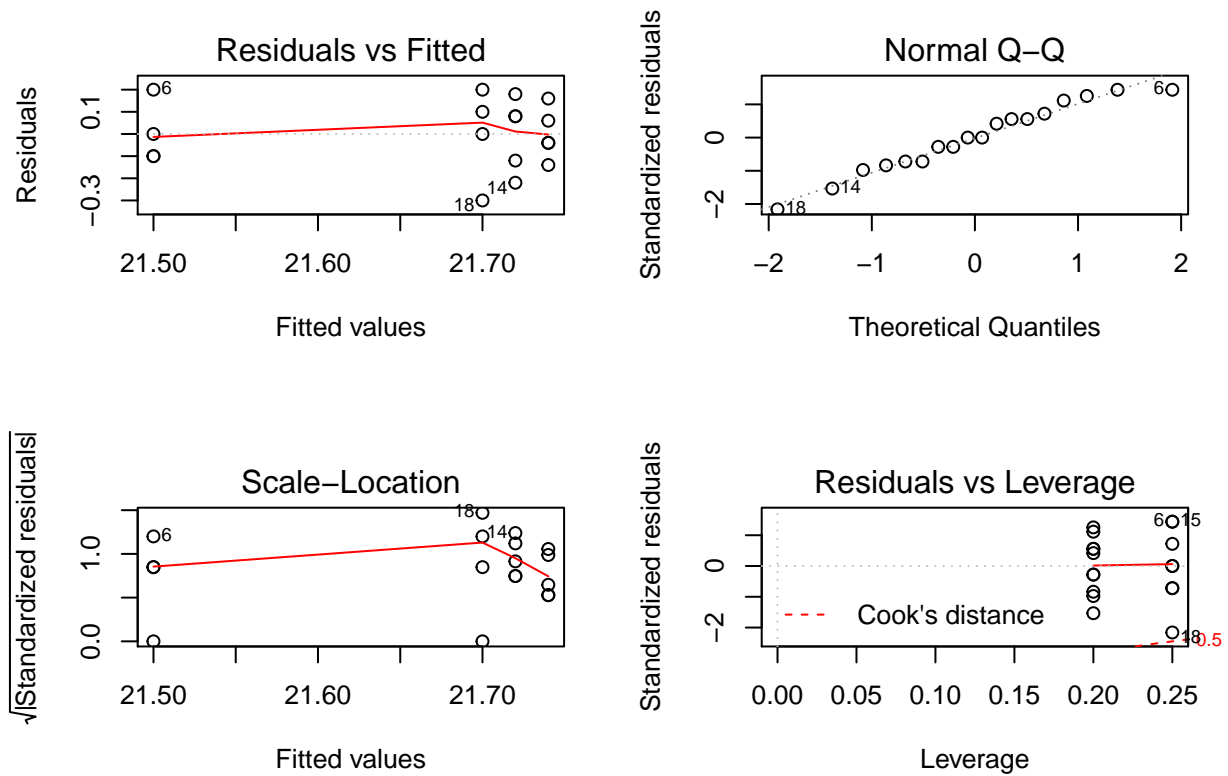 Residuals vs Fitted
Residuals
0.1
−0.3
6
14
18
21.50
21.60
21.70
Fitted values
Normal Q−Q
Standardized residuals
0
−2
6
14
18
−2
−1
0
1
2
Theoretical Quantiles
Scale−Location
√|Standardized residuals|
1.0
0.0
18
14
6
21.50
21.60
21.70
Fitted values
Residuals vs Leverage
Standardized residuals
0
−2
6
15
Cook's distance
18
0.5
0.00
0.05
0.10
0.15
0.20
0.25
Leverage